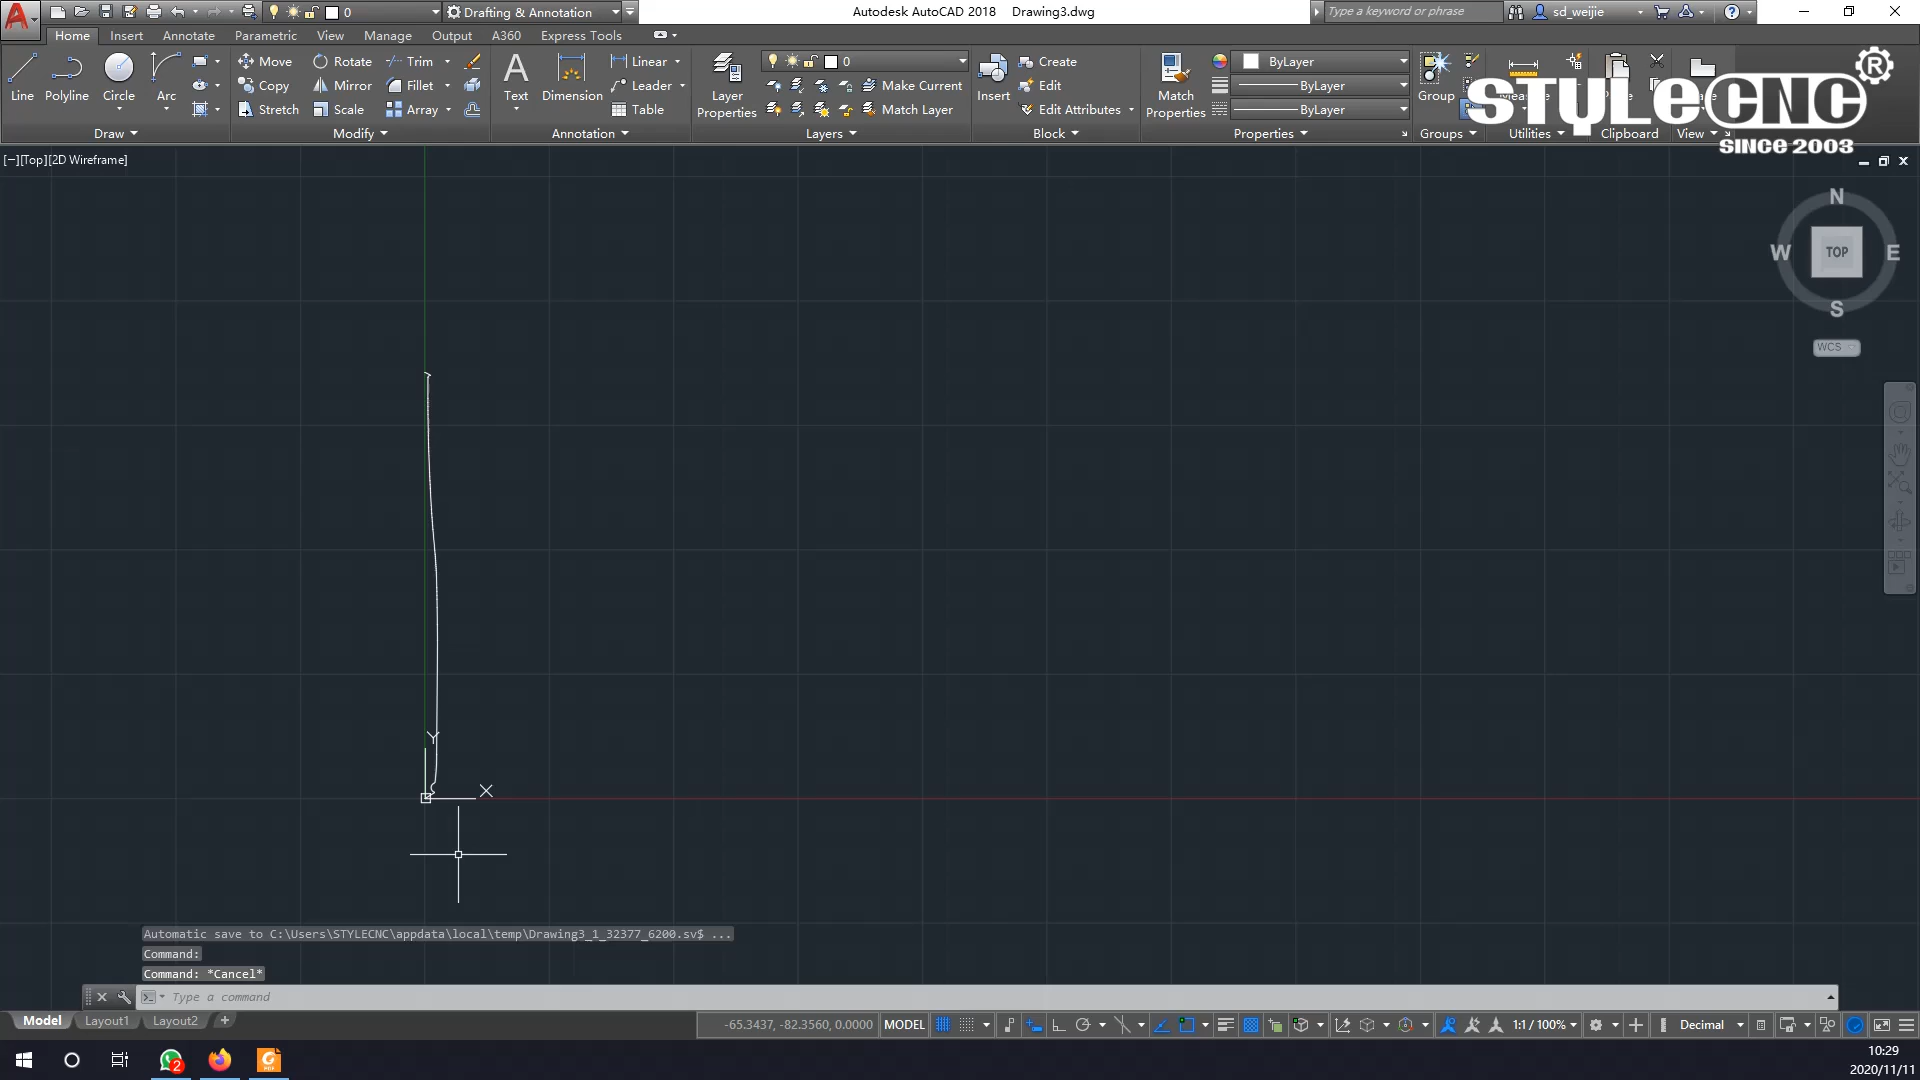 0
Drafting & Annotation
Autodesk AutoCAD 2018 Drawing3.dwg
Type a keyword or phrase
sd_weijie
Home Insert Annotate Parametric View Manage Output A360 Express Tools
Line
Polyline
Circle
Arc
Draw
Move
Rotate
Trim
Copy
Mirror
Fillet
Stretch
Scale
Array
Modify
Text
Dimension
Linear
Leader
Table
Annotation
Layer
Properties
0
Make Current
Match Layer
Layers
Insert
Create
Edit
Edit Attributes
Block
Match
Properties
ByLayer
ByLayer
ByLayer
Properties
Group
Groups
Utilities
Clipboard
View
STYLECNC®
SINCE 2003
[−][Top][2D Wireframe]
N
W
TOP
E
S
WCS
Y
X
Automatic save to C:\Users\STYLECNC\appdata\local\temp\Drawing3_1_32377_6200.sv$ ...
Command:
Command: *Cancel*
Type a command
Model Layout1 Layout2 +
-65.3437, -82.3560, 0.0000
MODEL
1:1 / 100%
Decimal
2
PDF
10:29
2020/11/11